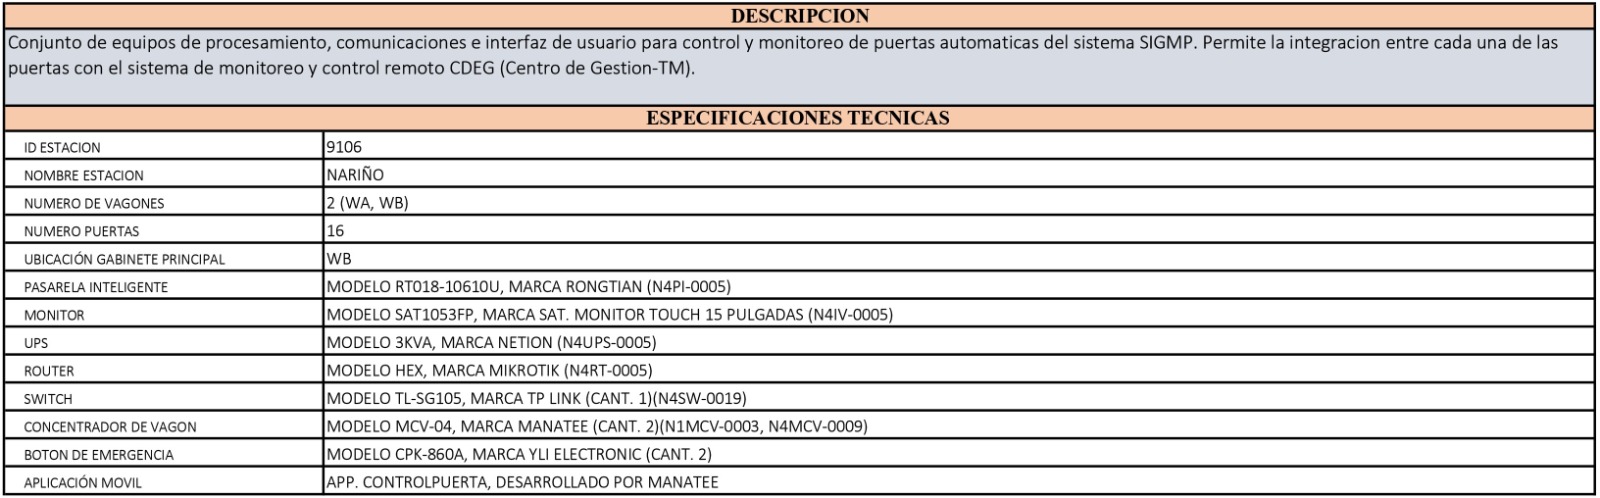 DESCRIPCION
Conjunto de equipos de procesamiento, comunicaciones e interfaz de usuario para control y monitoreo de puertas automaticas del sistema SIGMP. Permite la integracion entre cada una de las
puertas con el sistema de monitoreo y control remoto CDEG (Centro de Gestion-TM).
ESPECIFICACIONES TECNICAS
ID ESTACION 9106
NOMBRE ESTACION NARIÑO
NUMERO DE VAGONES 2 (WA, WB)
NUMERO PUERTAS 16
UBICACIÓN GABINETE PRINCIPAL WB
PASARELA INTELIGENTE MODELO RT018-10610U, MARCA RONGTIAN (N4PI-0005)
MONITOR MODELO SAT1053FP, MARCA SAT. MONITOR TOUCH 15 PULGADAS (N4IV-0005)
UPS MODELO 3KVA, MARCA NETION (N4UPS-0005)
ROUTER MODELO HEX, MARCA MIKROTIK (N4RT-0005)
SWITCH MODELO TL-SG105, MARCA TP LINK (CANT. 1)(N4SW-0019)
CONCENTRADOR DE VAGON MODELO MCV-04, MARCA MANATEE (CANT. 2)(N1MCV-0003, N4MCV-0009)
BOTON DE EMERGENCIA MODELO CPK-860A, MARCA YLI ELECTRONIC (CANT. 2)
APLICACIÓN MOVIL APP. CONTROLPUERTA, DESARROLLADO POR MANATEE